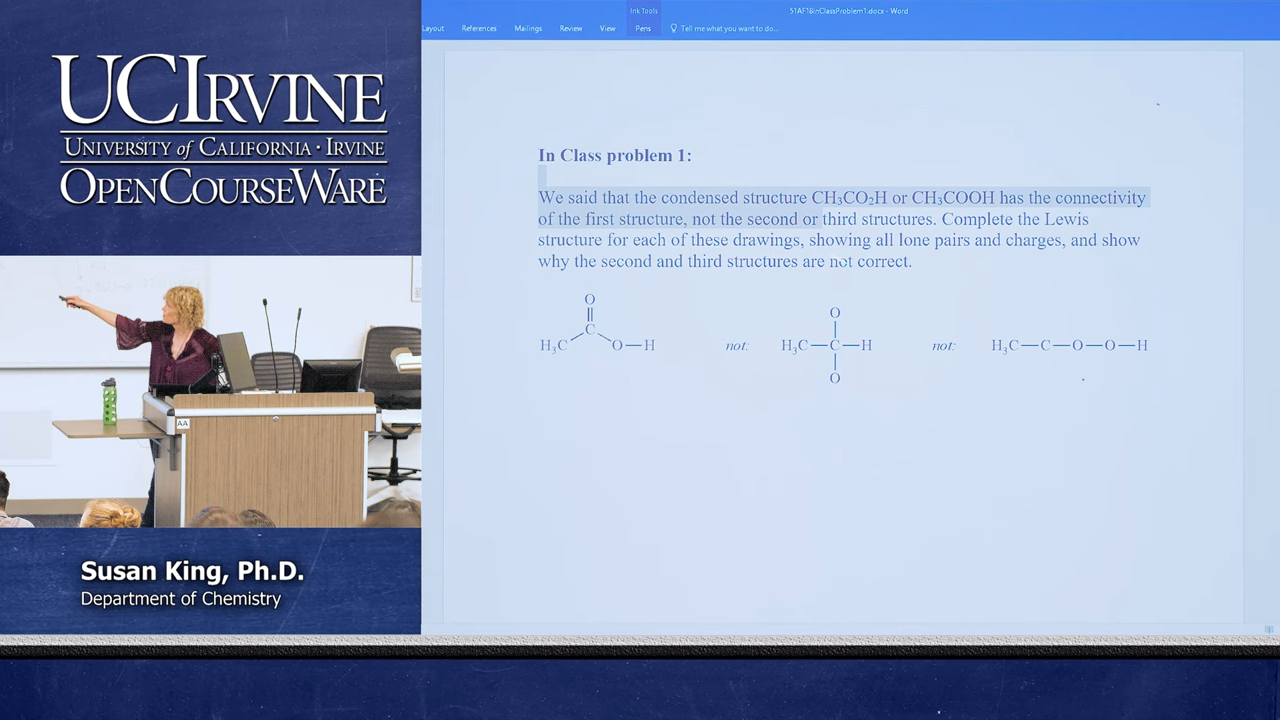 UCIRVINE
UNIVERSITY of CALIFORNIA · IRVINE
OPENCOURSEWARE
AA
Susan King, Ph.D.
Department of Chemistry
Ink Tools
51AF18InClassProblem1.docx - Word
Layout References Mailings Review View Pens Tell me what you want to do...
In Class problem 1:
We said that the condensed structure CH₃CO₂H or CH₃COOH has the connectivity
of the first structure, not the second or third structures. Complete the Lewis
structure for each of these drawings, showing all lone pairs and charges, and show
why the second and third structures are not correct.
O
C
H₃C O—H
not:
O
H₃C—C—H
O
not:
H₃C—C—O—O—H